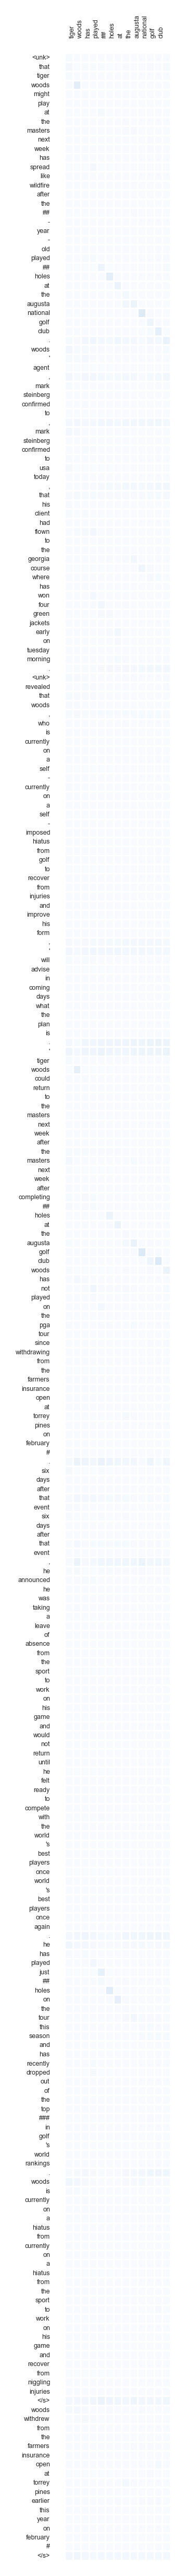 tiger
woods
has
played
##
holes
at
the
augusta
national
golf
club
.
<unk>
that
tiger
woods
might
play
at
the
masters
next
week
has
spread
like
wildfire
after
the
##
-
year
-
old
played
##
holes
at
the
augusta
national
golf
club
.
woods
'
agent
,
mark
steinberg
confirmed
to
,
mark
steinberg
confirmed
to
usa
today
.
that
his
client
had
flown
to
the
georgia
course
where
has
won
four
green
jackets
early
on
tuesday
morning
.
<unk>
revealed
that
woods
,
who
is
currently
on
a
self
-
currently
on
a
self
-
imposed
hiatus
from
golf
to
recover
from
injuries
and
improve
his
form
,
'
will
advise
in
coming
days
what
the
plan
is
.
'
tiger
woods
could
return
to
the
masters
next
week
after
the
masters
next
week
after
completing
##
holes
at
the
augusta
golf
club
woods
has
not
played
on
the
pga
tour
since
withdrawing
from
the
farmers
insurance
open
at
torrey
pines
on
february
#
.
six
days
after
that
event
six
days
after
that
event
,
he
announced
he
was
taking
a
leave
of
absence
from
the
sport
to
work
on
his
game
and
would
not
return
until
he
felt
ready
to
compete
with
the
world
's
best
players
once
world
's
best
players
once
again
.
he
has
played
just
##
holes
on
the
tour
this
season
and
has
recently
dropped
out
of
the
top
###
in
golf
's
world
rankings
.
woods
is
currently
on
a
hiatus
from
currently
on
a
hiatus
from
the
sport
to
work
on
his
game
and
recover
from
niggling
injuries
</s>
woods
withdrew
from
the
farmers
insurance
open
at
torrey
pines
earlier
this
year
on
february
#
</s>